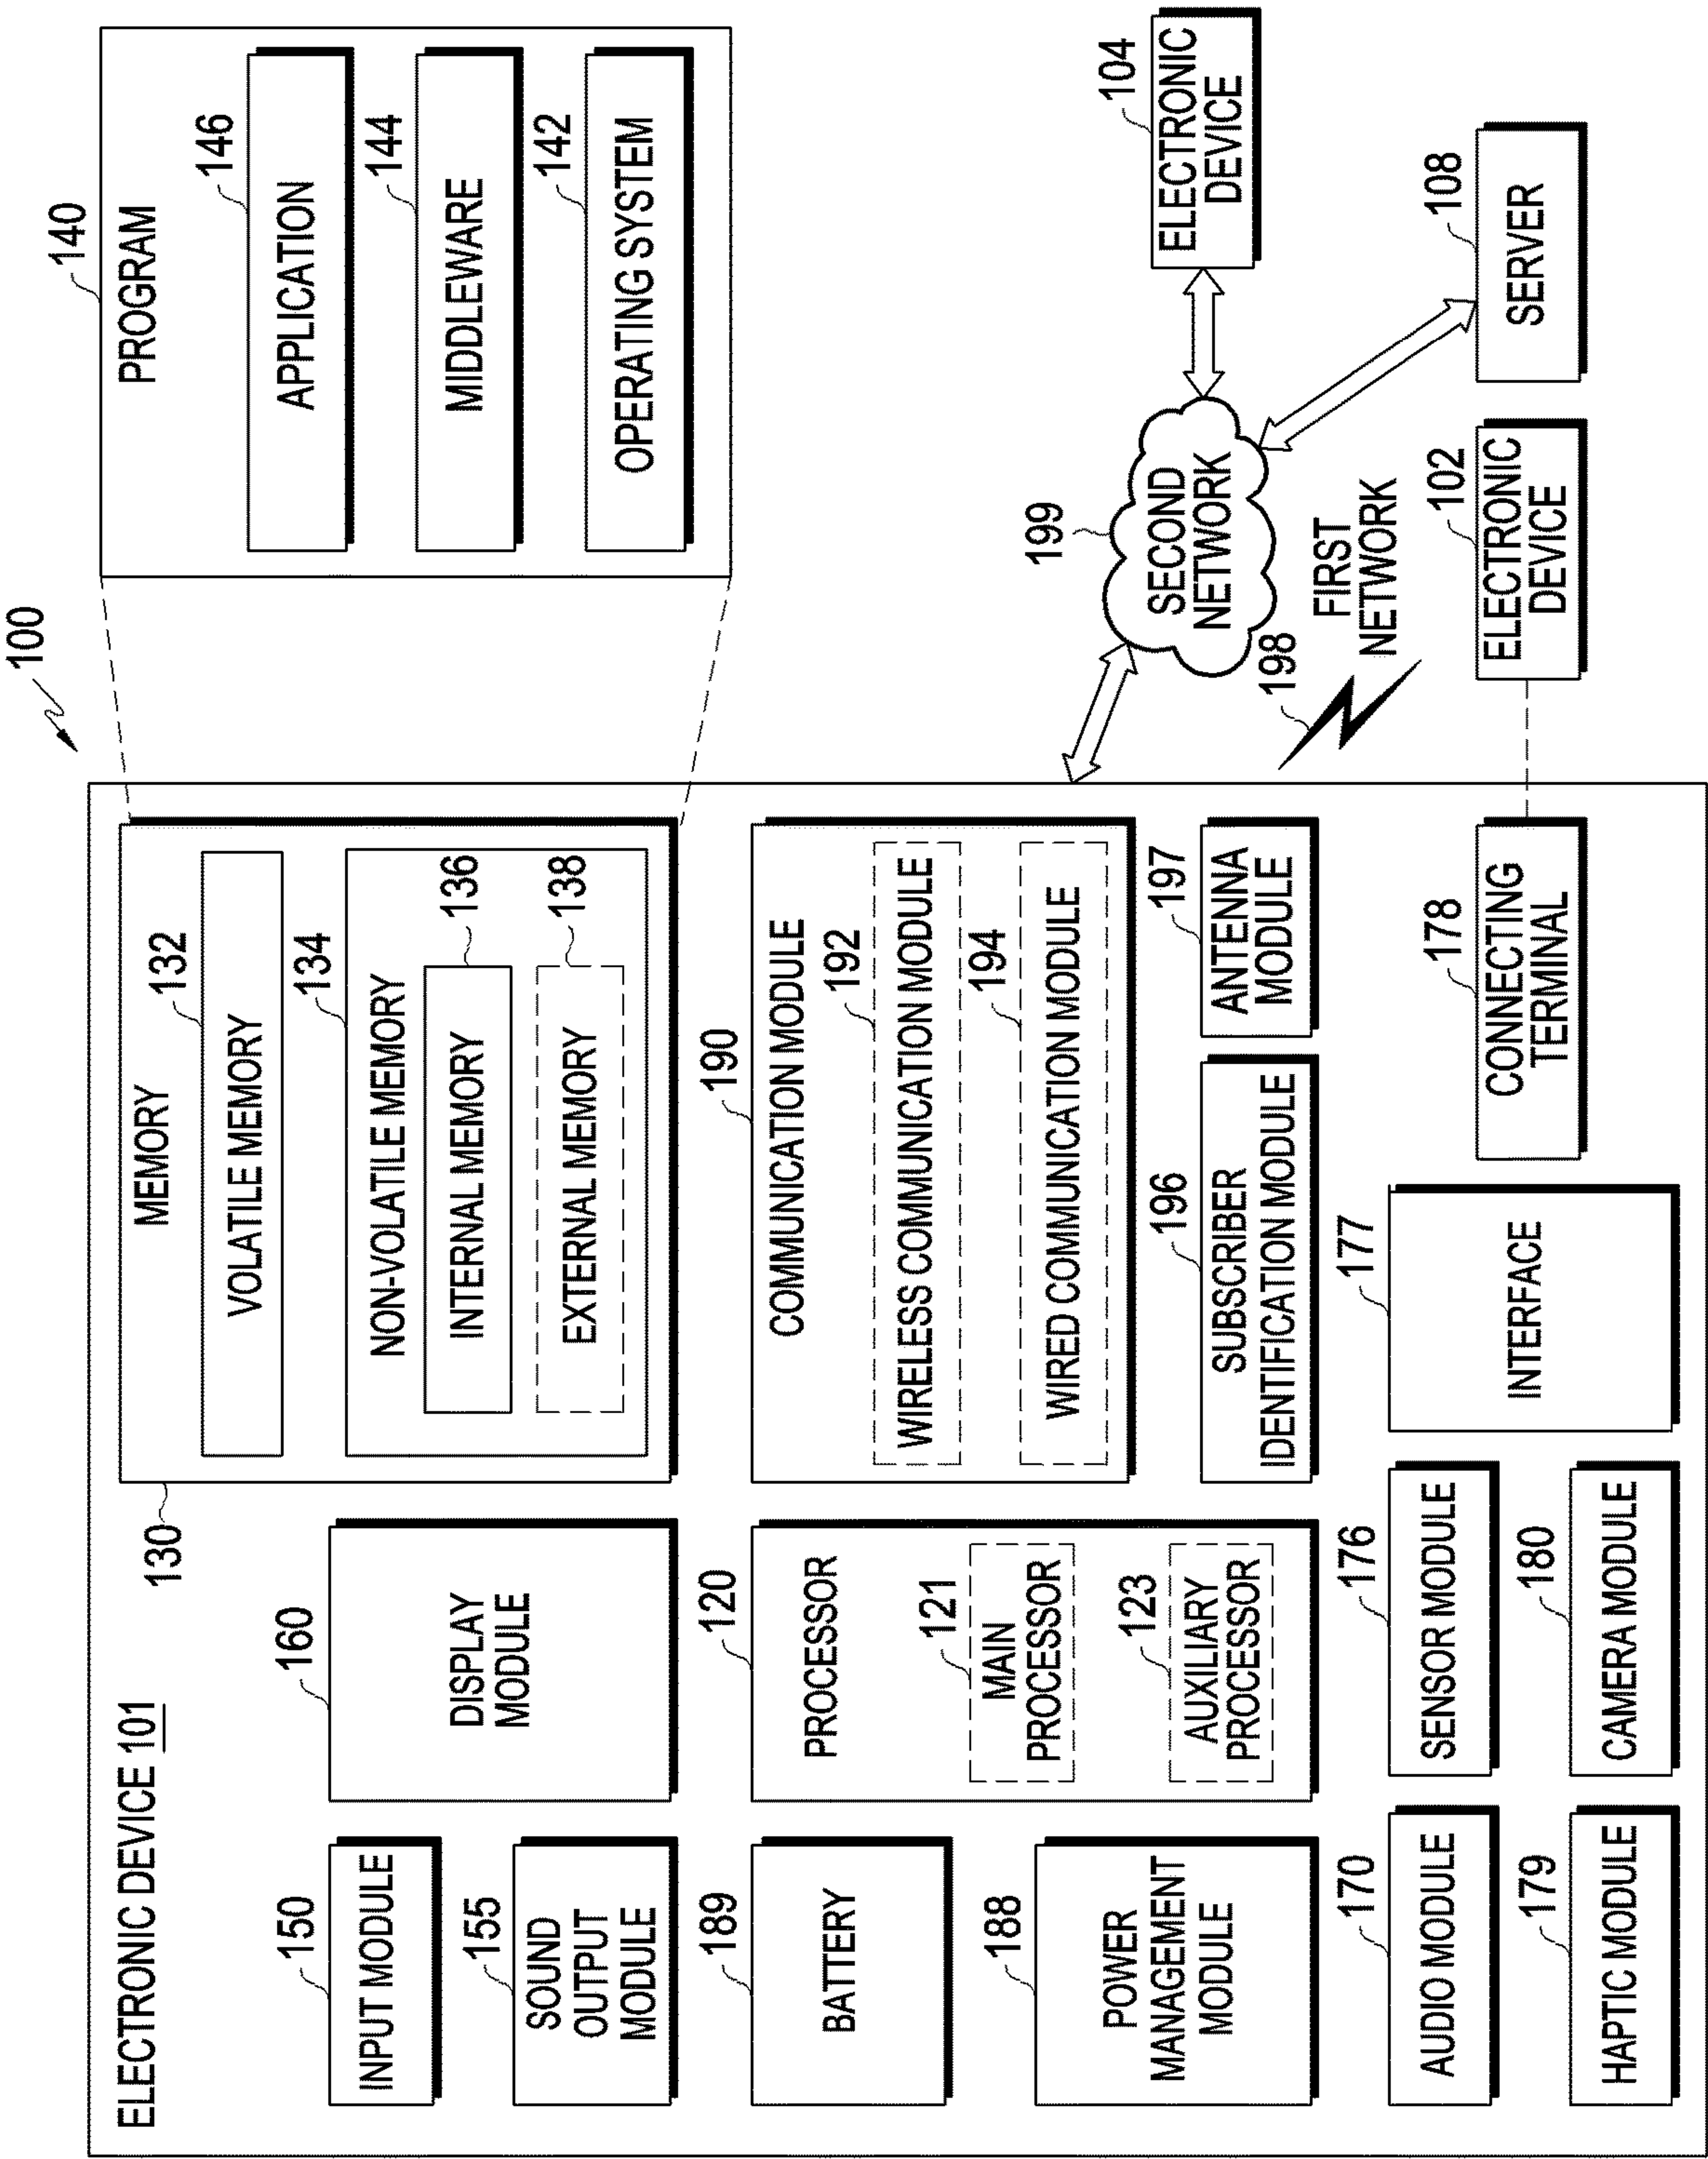 100
ELECTRONIC DEVICE 101
150
INPUT MODULE
155
SOUND
OUTPUT
MODULE
189
BATTERY
188
POWER
MANAGEMENT
MODULE
170
AUDIO MODULE
179
HAPTIC MODULE
160
DISPLAY
MODULE
120
PROCESSOR
121
MAIN
PROCESSOR
123
AUXILIARY
PROCESSOR
176
SENSOR MODULE
180
CAMERA MODULE
130
MEMORY
132
VOLATILE MEMORY
134
NON-VOLATILE MEMORY
136
INTERNAL MEMORY
138
EXTERNAL MEMORY
190
COMMUNICATION MODULE
192
WIRELESS COMMUNICATION MODULE
194
WIRED COMMUNICATION MODULE
196
SUBSCRIBER
IDENTIFICATION MODULE
197
ANTENNA
MODULE
177
INTERFACE
178
CONNECTING
TERMINAL
140
PROGRAM
146
APPLICATION
144
MIDDLEWARE
142
OPERATING SYSTEM
199
SECOND
NETWORK
104
ELECTRONIC
DEVICE
198
FIRST
NETWORK
108
SERVER
102
ELECTRONIC
DEVICE